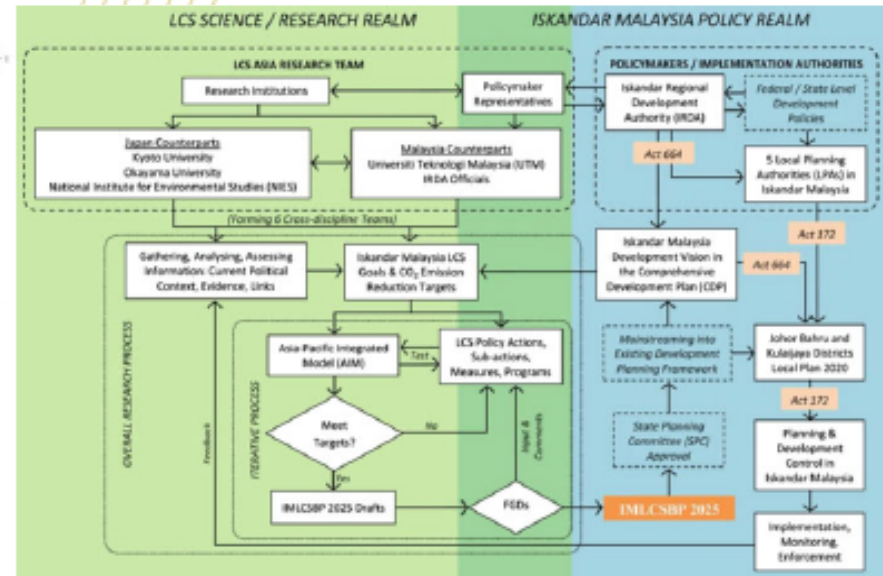 LCS SCIENCE / RESEARCH REALM
ISKANDAR MALAYSIA POLICY REALM
LCS ASIA RESEARCH TEAM
Research Institutions
Policymaker
Representatives
Japan Counterparts
Kyoto University
Okayama University
National Institute for Environmental Studies (NIES)
Malaysia Counterparts
Universiti Teknologi Malaysia (UTM)
IRDA Officials
POLICYMAKERS / IMPLEMENTATION AUTHORITIES
Iskandar Regional
Development
Authority (IRDA)
Federal / State Level
Development
Policies
Act 664
5 Local Planning
Authorities (LPAs) in
Iskandar Malaysia
(Forming 6 Cross-discipline Teams)
Act 172
Gathering, Analysing, Assessing
Information: Current Political
Context, Evidence, Links
Iskandar Malaysia LCS
Goals & CO₂ Emission
Reduction Targets
Iskandar Malaysia
Development Vision in
the Comprehensive
Development Plan (CDP)
Act 664
OVERALL RESEARCH PROCESS
ITERATIVE PROCESS
Asia-Pacific Integrated
Model (AIM)
Test
LCS Policy Actions,
Sub-actions,
Measures, Programs
Mainstreaming into
Existing Development
Planning Framework
Johor Bahru and
Kulaijaya Districts
Local Plan 2020
Act 172
Meet
Targets?
No
Yes
Feedback
Input &
Comments
State Planning
Committee (SPC)
Approval
Planning &
Development
Control in
Iskandar Malaysia
IMLCSBP 2025 Drafts
FGDs
IMLCSBP 2025
Implementation,
Monitoring,
Enforcement